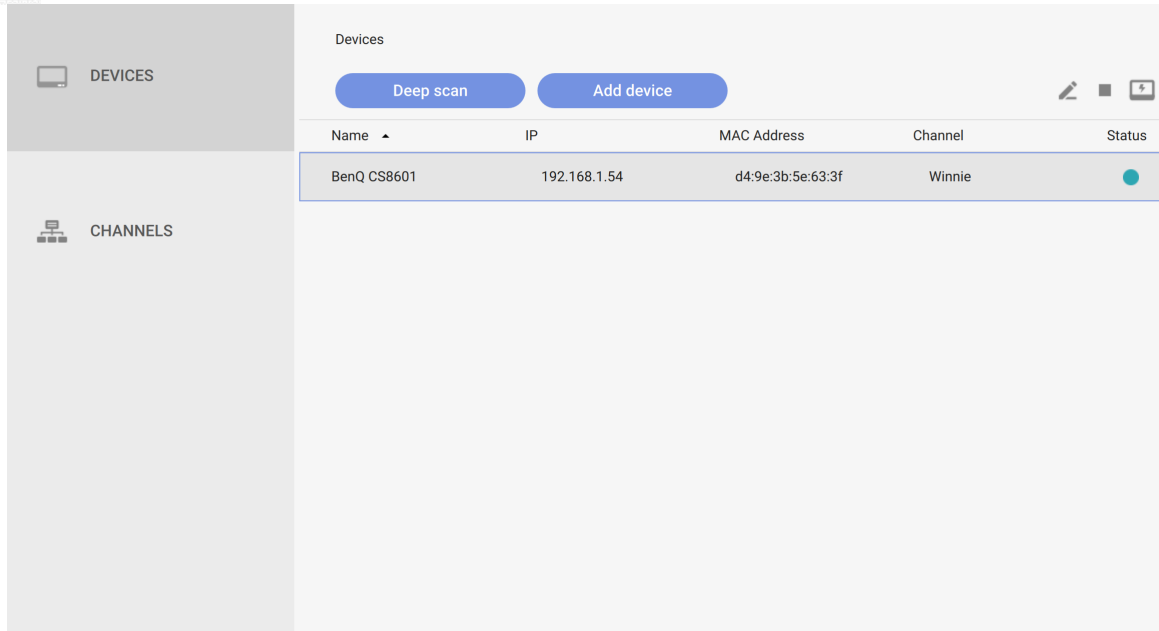 DEVICES
CHANNELS
Devices
Deep scan Add device
Name IP MAC Address Channel Status
BenQ CS8601 192.168.1.54 d4:9e:3b:5e:63:3f Winnie